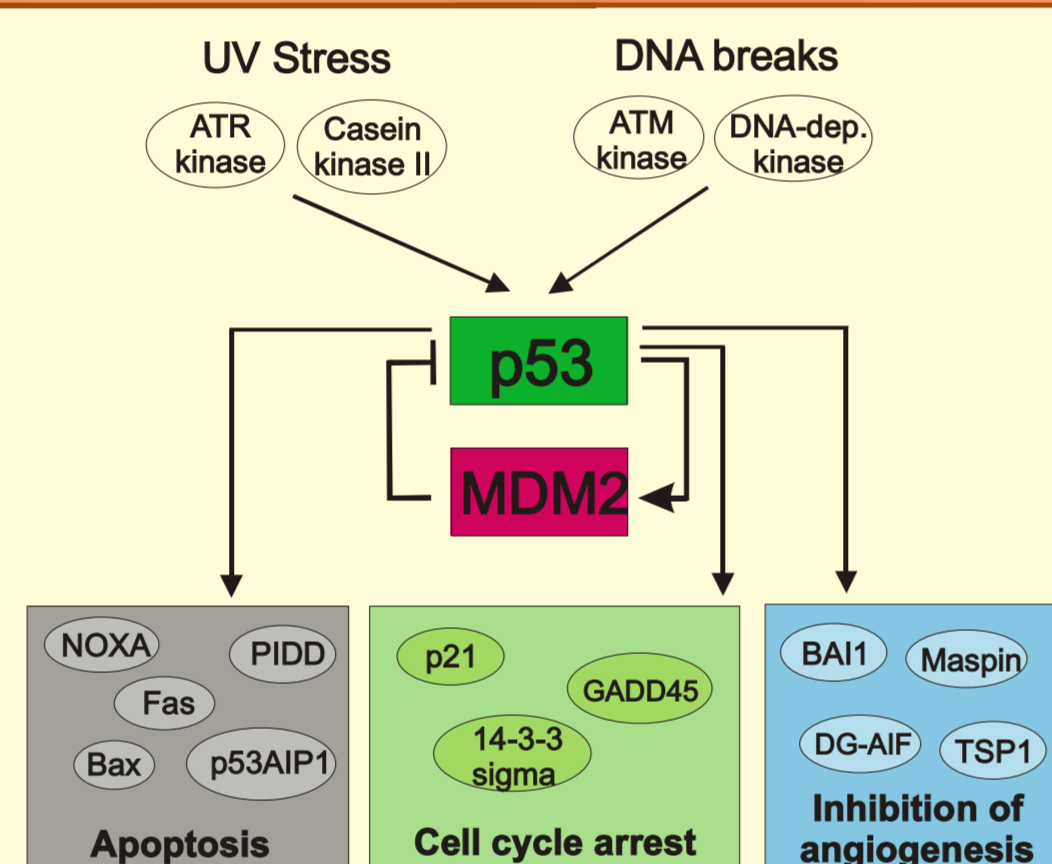 UV Stress
DNA breaks
ATR
kinase
Casein
kinase II
ATM
kinase
DNA-dep.
kinase
p53
MDM2
NOXA
PIDD
Fas
Bax
p53AIP1
Apoptosis
p21
GADD45
14-3-3
sigma
Cell cycle arrest
BAI1
Maspin
DG-AIF
TSP1
Inhibition of
angiogenesis